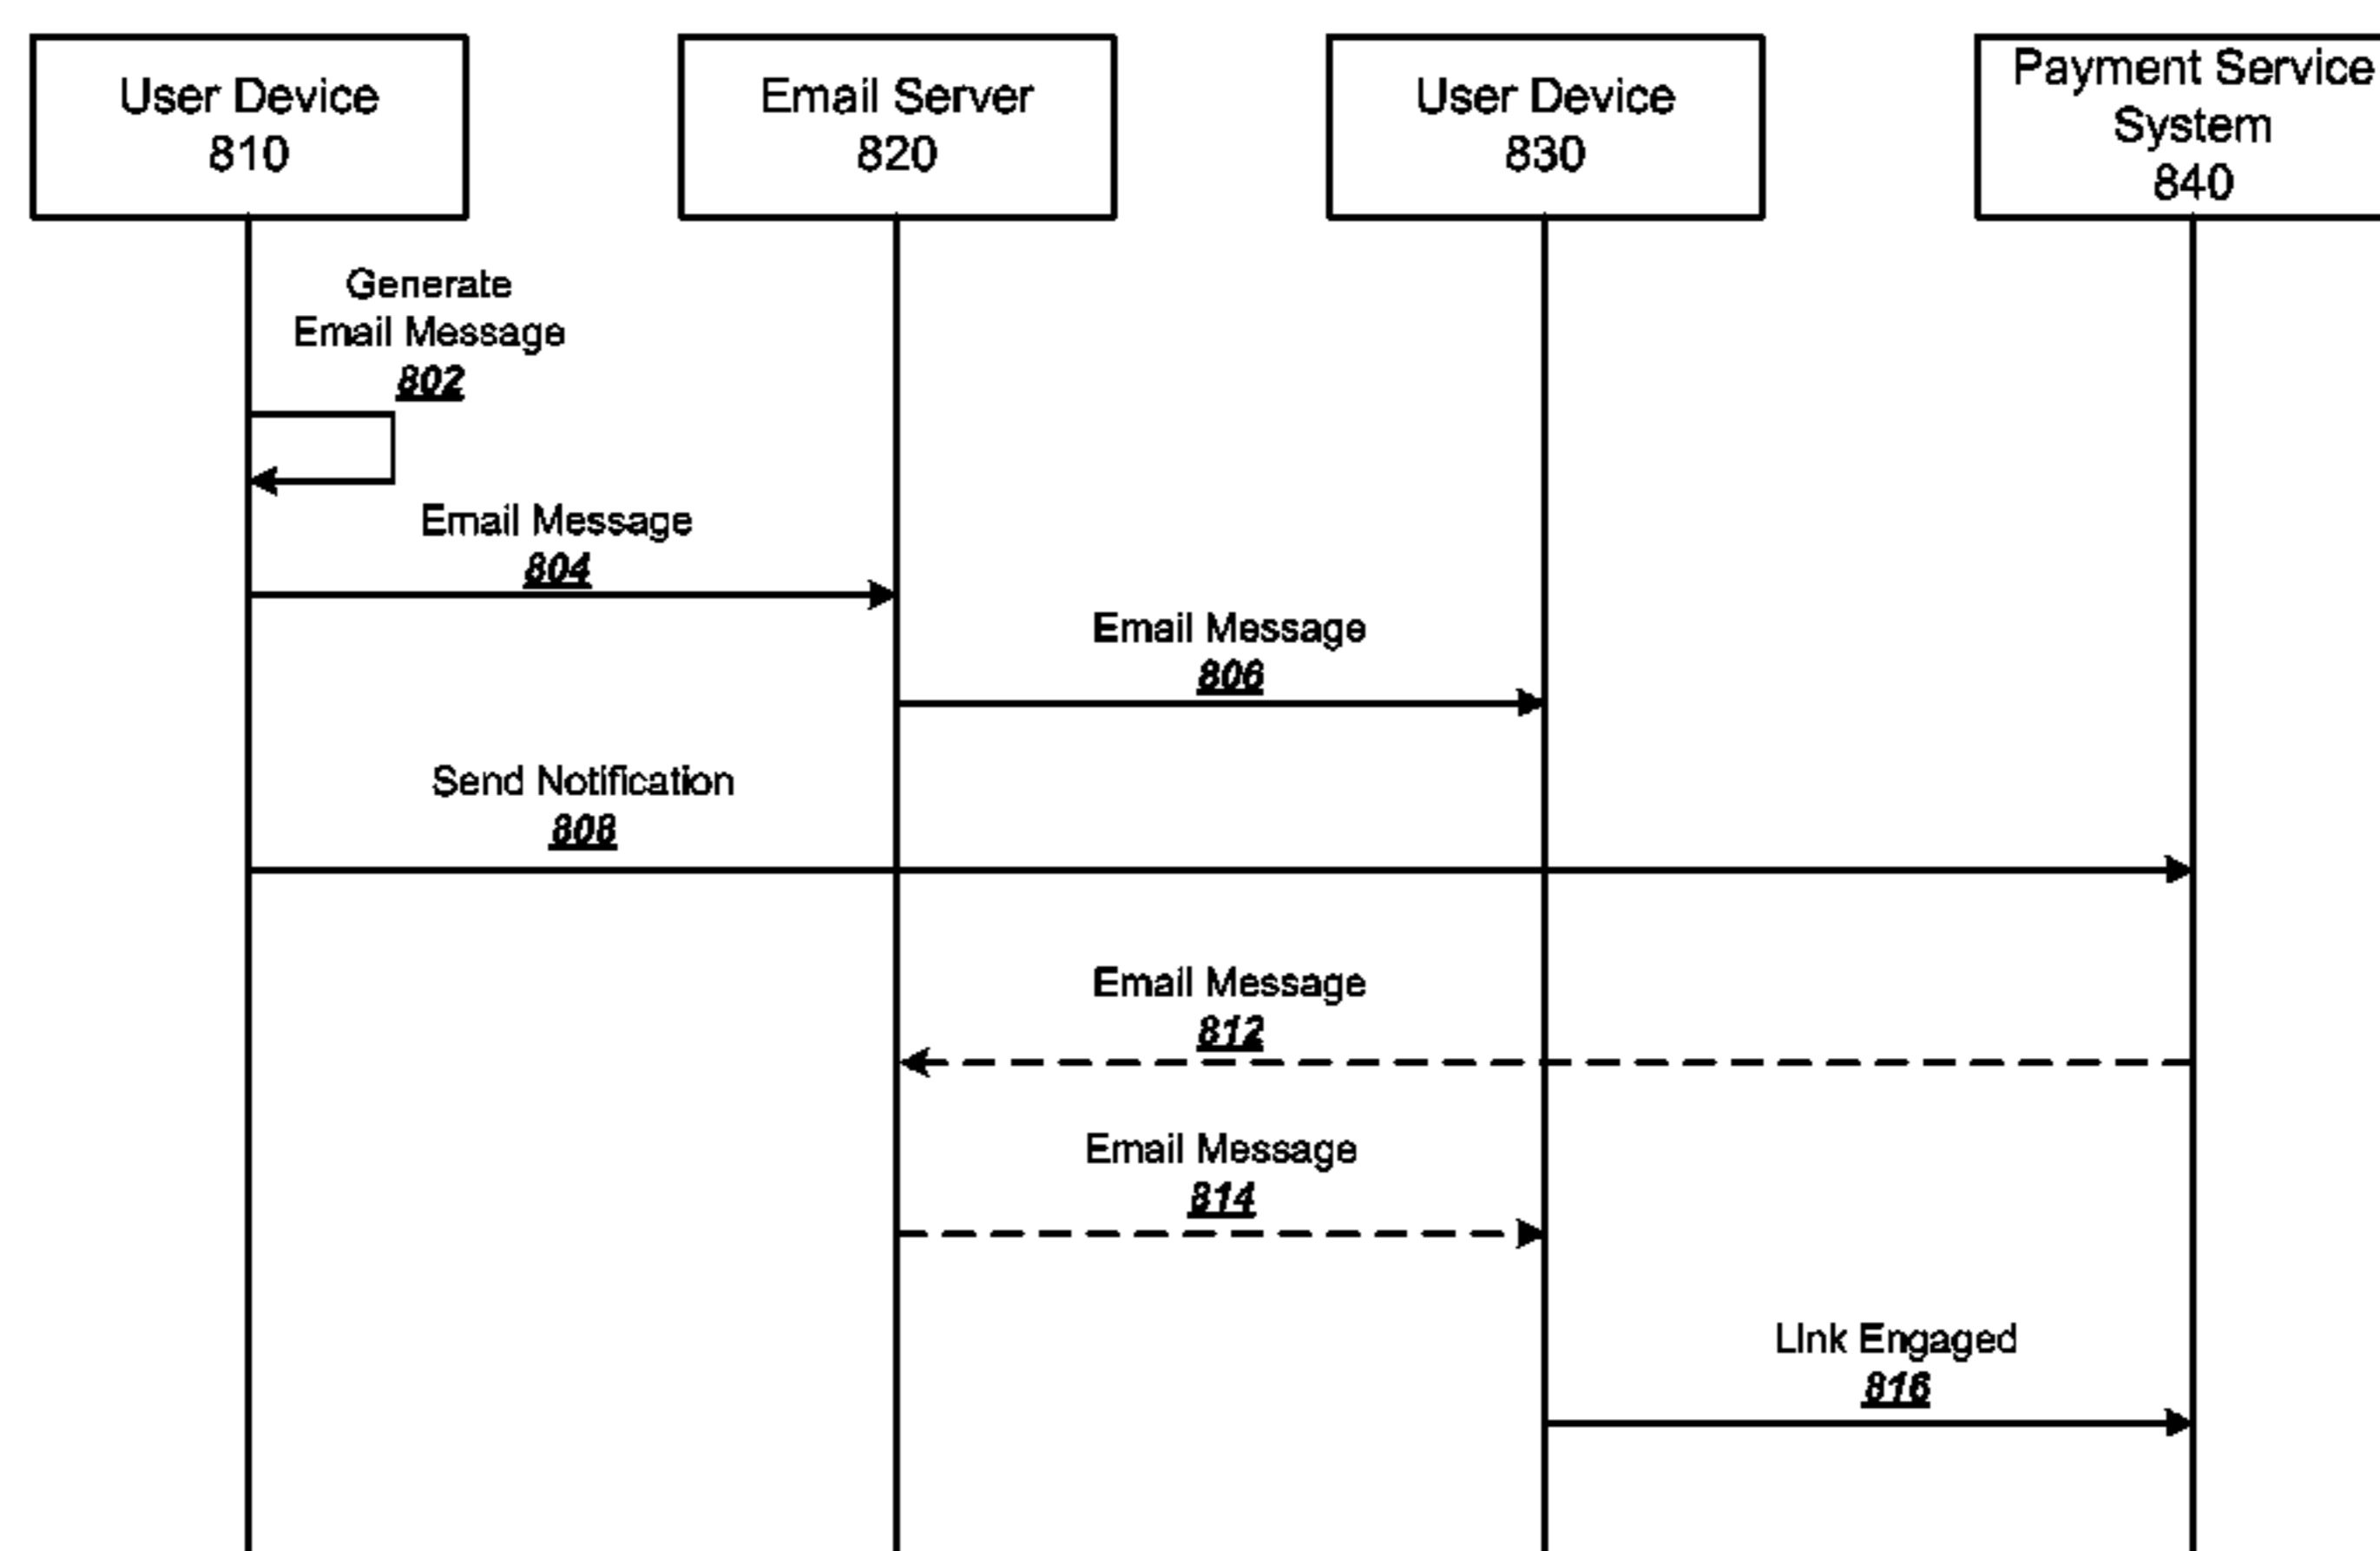 User Device
810
Email Server
820
User Device
830
Payment Service
System
840
Generate
Email Message
802
Email Message
804
Email Message
806
Send Notification
808
Email Message
812
Email Message
814
Link Engaged
816